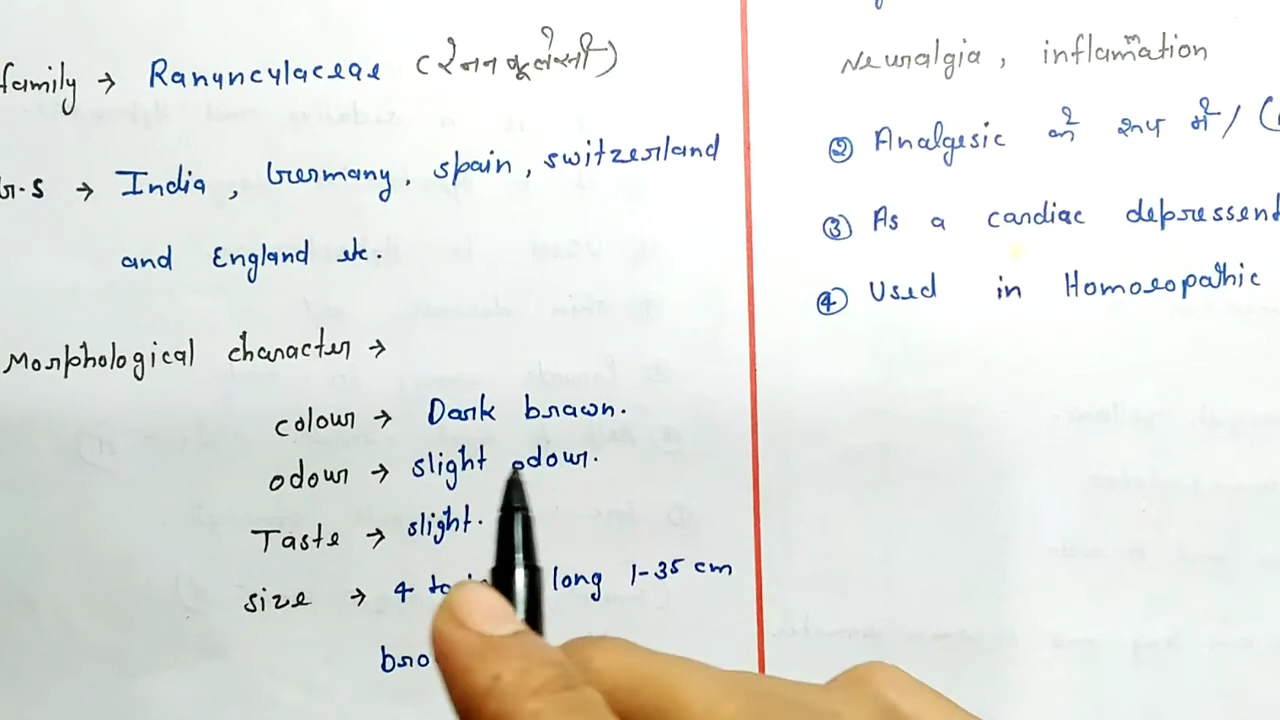 family → Ranunculaceae (रैननकूलेसी)
G.S → India, Germany, Spain, Switzerland
and England etc.
Morphological character →
colour → Dark brown.
odour → slight odour.
Taste → slight.
size → 4 to long 1-35 cm
Neuralgia, inflammation
② Analgesic के रूप में / (
③ As a cardiac depressent
④ Used in Homoeopathic